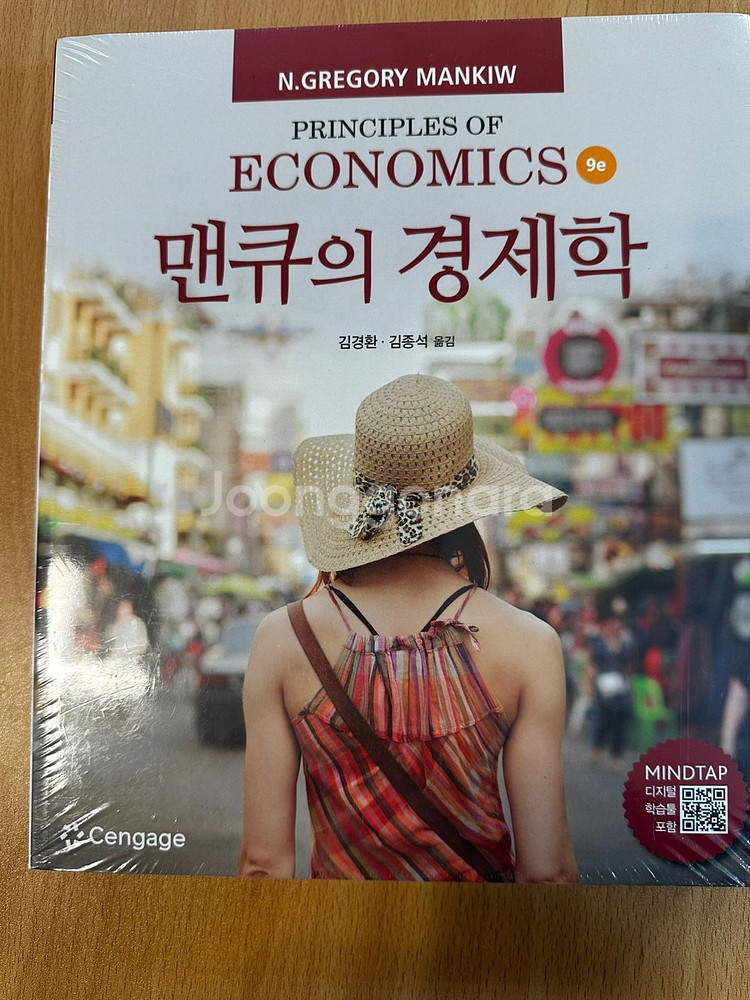 N.GREGORY MANKIW
PRINCIPLES OF
ECONOMICS 9e
맨큐의 경제학
김경환·김종석 옮김
Joongonnara
MINDTAP
디지털
학습툴
포함
Cengage